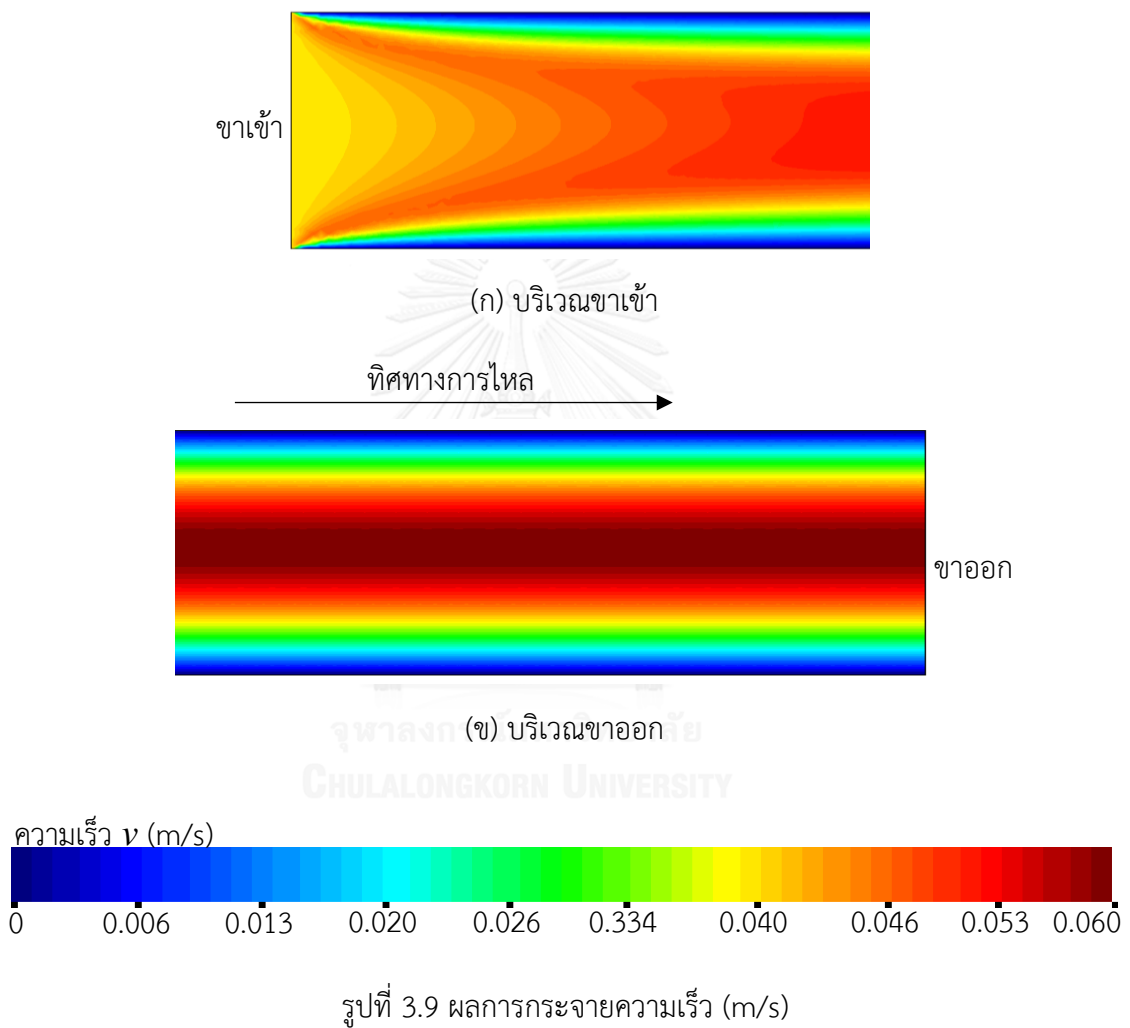 ขาเข้า
(ก) บริเวณขาเข้า
ทิศทางการไหล
ขาออก
(ข) บริเวณขาออก
จุฬาลงกรณ์มหาวิทยาลัย
CHULALONGKORN UNIVERSITY
ความเร็ว v (m/s)
0 0.006 0.013 0.020 0.026 0.334 0.040 0.046 0.053 0.060
รูปที่ 3.9 ผลการกระจายความเร็ว (m/s)